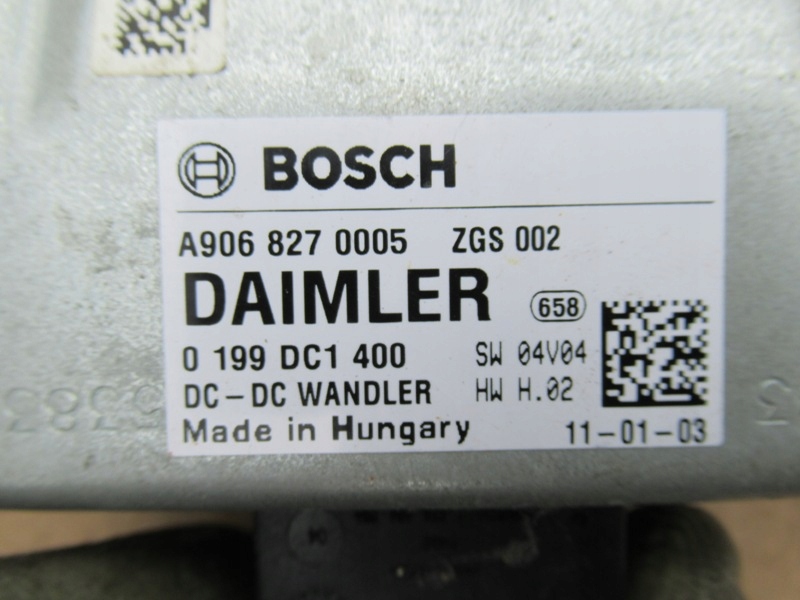 BOSCH
A906 827 0005 ZGS 002
DAIMLER 658
0 199 DC1 400 SW 04V04
DC-DC WANDLER HW H.02
Made in Hungary 11-01-03